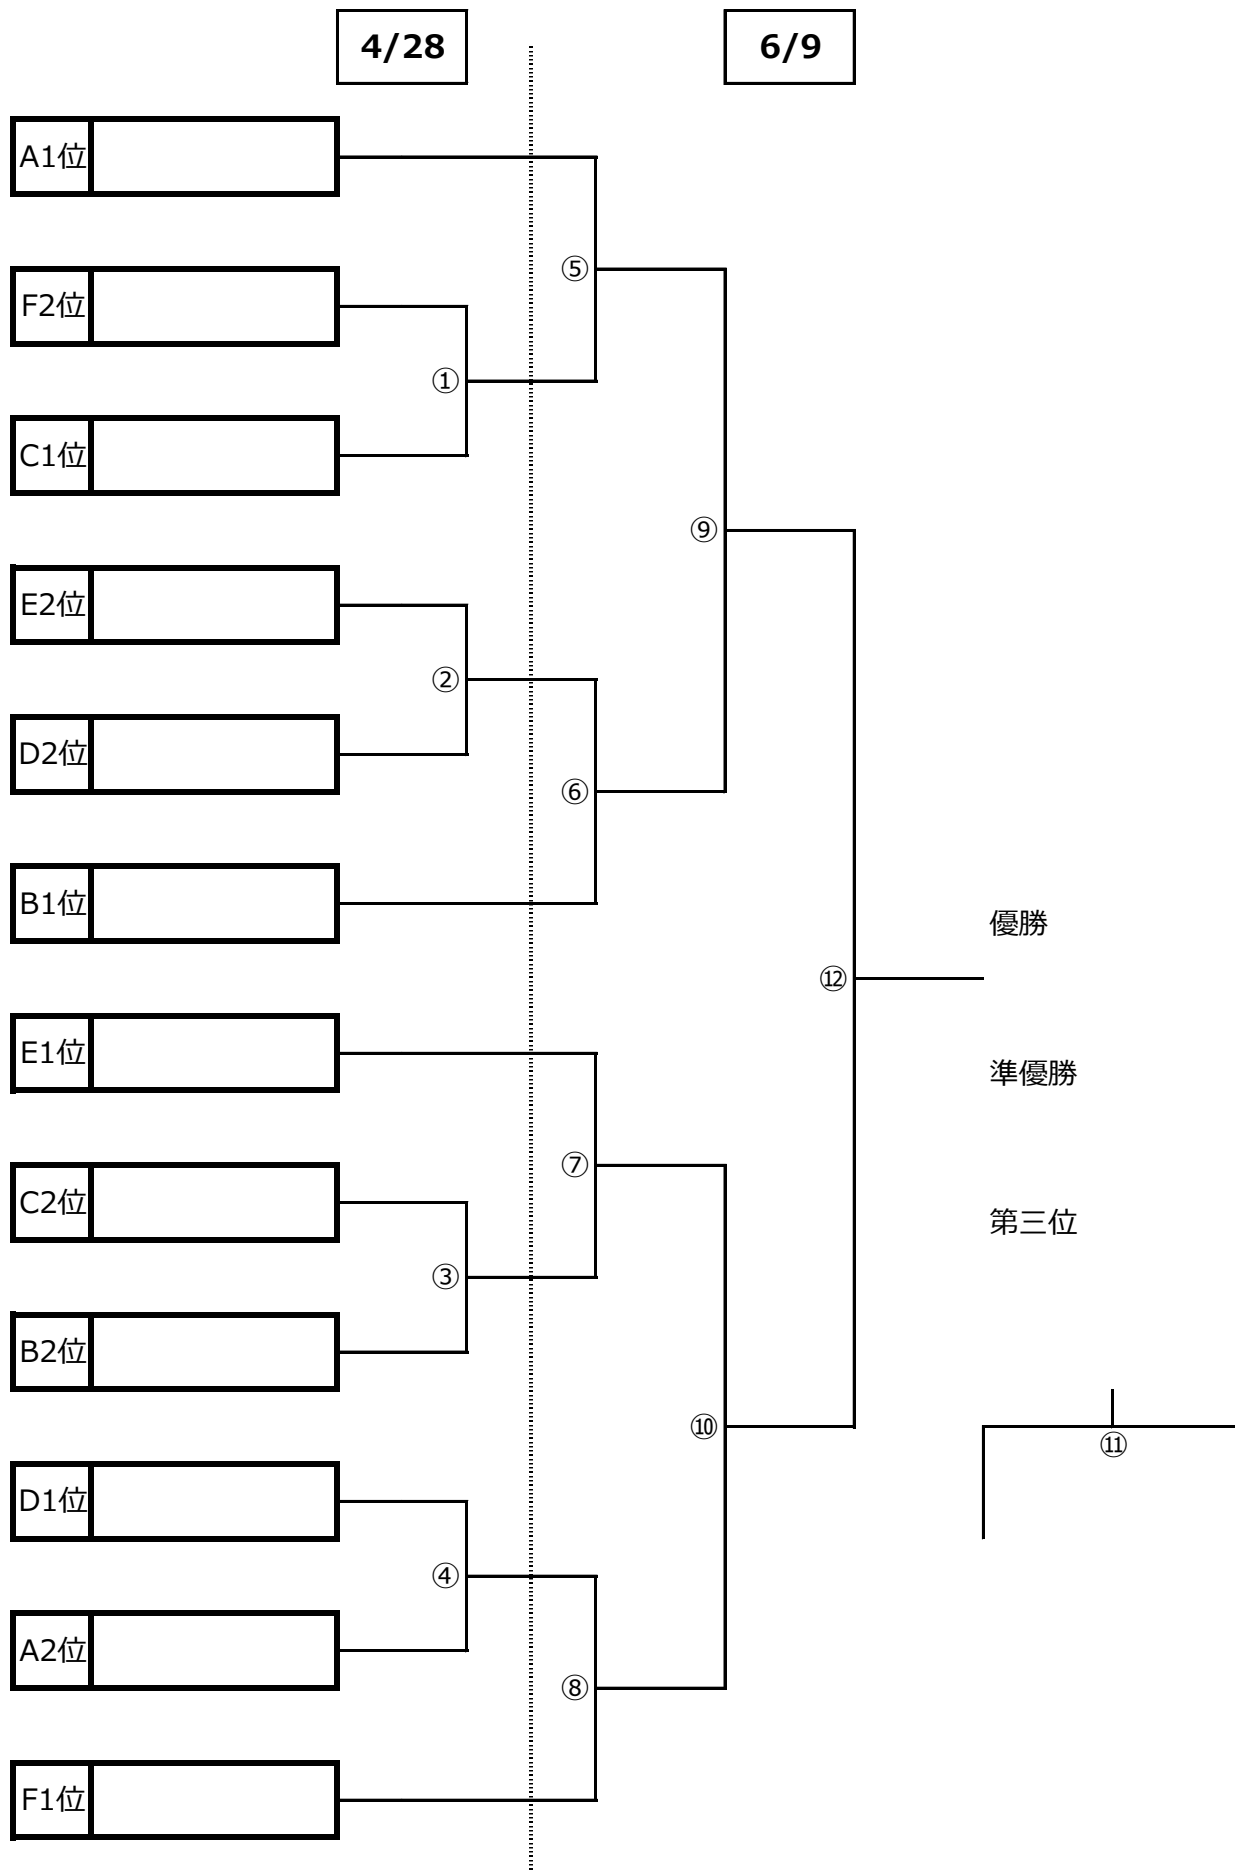 4/28
6/9
A1位
⑤
F2位
①
C1位
⑨
E2位
②
D2位
⑥
B1位
優勝
⑫
E1位
準優勝
⑦
C2位
第三位
③
B2位
⑩
⑪
D1位
④
A2位
⑧
F1位